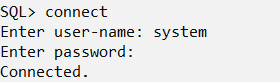 SQL> connect
Enter user-name: system
Enter password:
Connected.